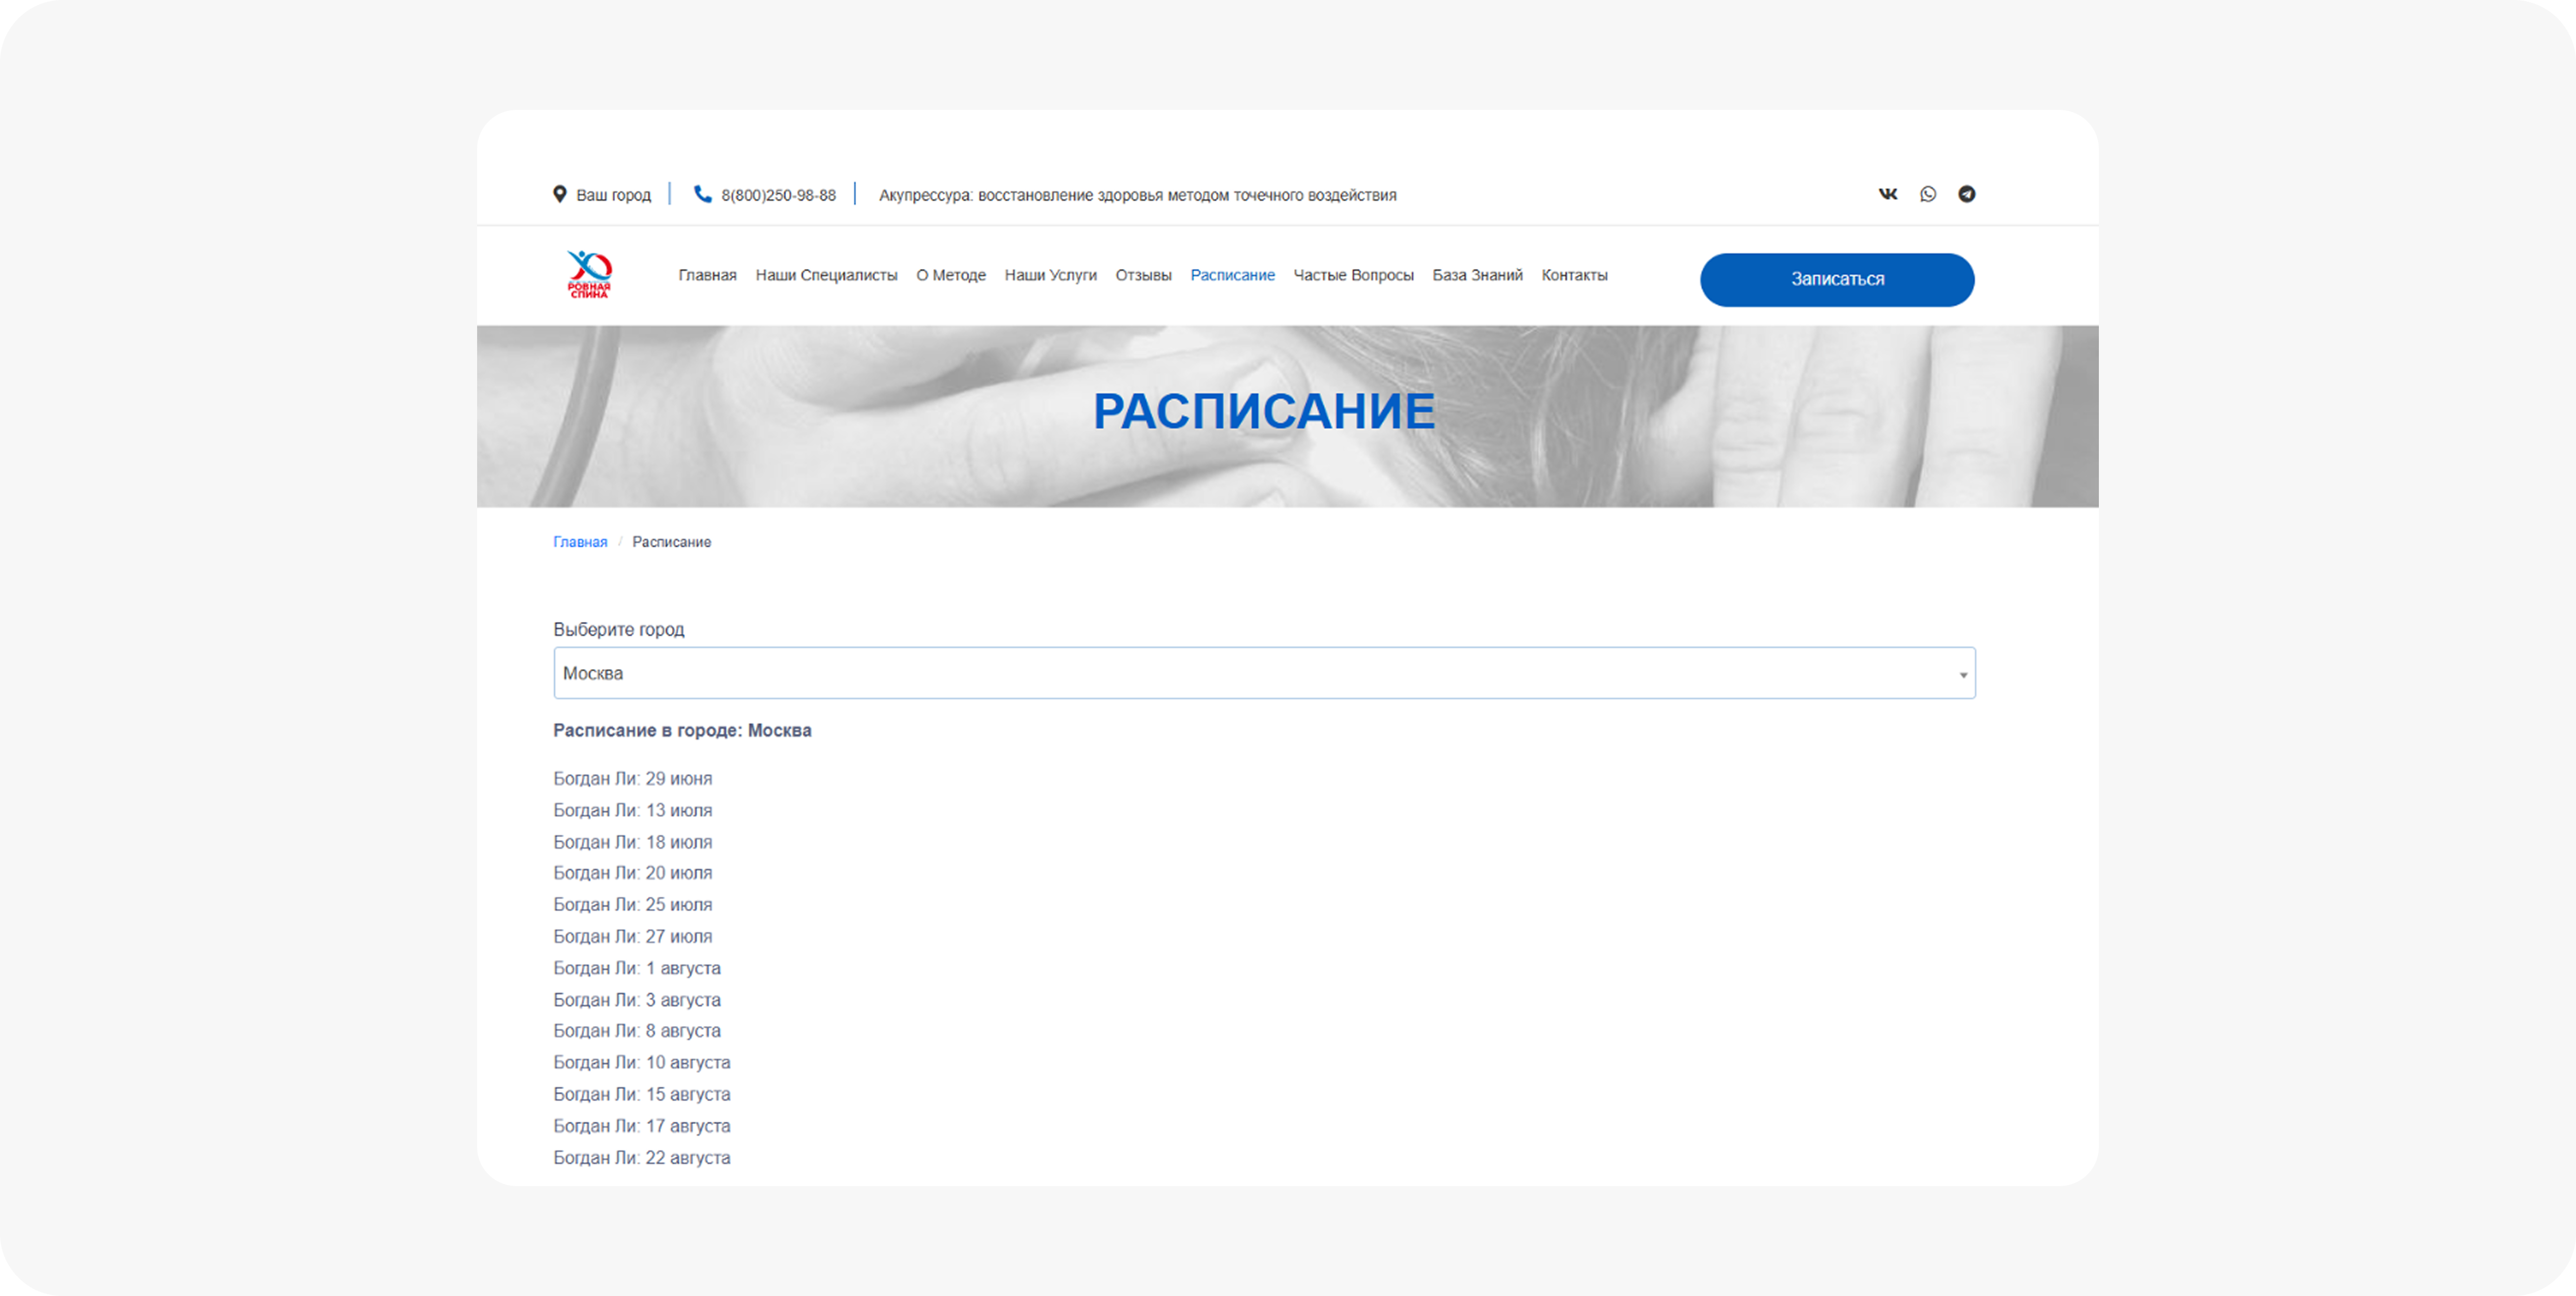 Ваш город
8(800)250-98-88
Акупрессура: восстановление здоровья методом точечного воздействия
РОВНАЯ
СПИНА
Главная Наши Специалисты О Методе Наши Услуги Отзывы Расписание Частые Вопросы База Знаний Контакты
Записаться
РАСПИСАНИЕ
Главная / Расписание
Выберите город
Москва
Расписание в городе: Москва
Богдан Ли: 29 июня
Богдан Ли: 13 июля
Богдан Ли: 18 июля
Богдан Ли: 20 июля
Богдан Ли: 25 июля
Богдан Ли: 27 июля
Богдан Ли: 1 августа
Богдан Ли: 3 августа
Богдан Ли: 8 августа
Богдан Ли: 10 августа
Богдан Ли: 15 августа
Богдан Ли: 17 августа
Богдан Ли: 22 августа